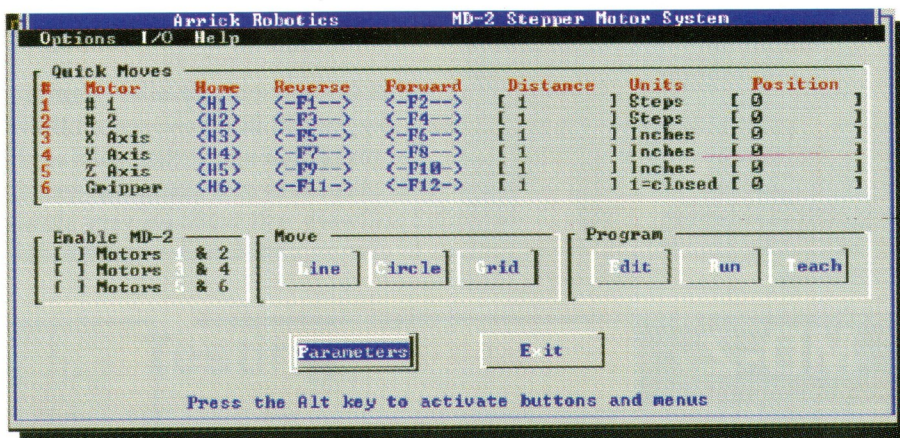 Arrick Robotics MD-2 Stepper Motor System
Options I/O Help
Quick Moves
# Motor Home Reverse Forward Distance Units Position
1 # 1 <H1> <-F1--> <-F2--> [ 1 ] Steps [ 0 ]
2 # 2 <H2> <-F3--> <-F4--> [ 1 ] Steps [ 0 ]
3 X Axis <H3> <-F5--> <-F6--> [ 1 ] Inches [ 0 ]
4 Y Axis <H4> <-F7--> <-F8--> [ 1 ] Inches [ 0 ]
5 Z Axis <H5> <-F9--> <-F10-> [ 1 ] Inches [ 0 ]
6 Gripper <H6> <-F11-> <-F12-> [ 1 ] 1=closed [ 0 ]
Enable MD-2 Move Program
[ ] Motors 1 & 2
[ ] Motors 3 & 4
[ ] Motors 5 & 6
Line Circle Grid Edit Run Teach
Parameters Exit
Press the Alt key to activate buttons and menus